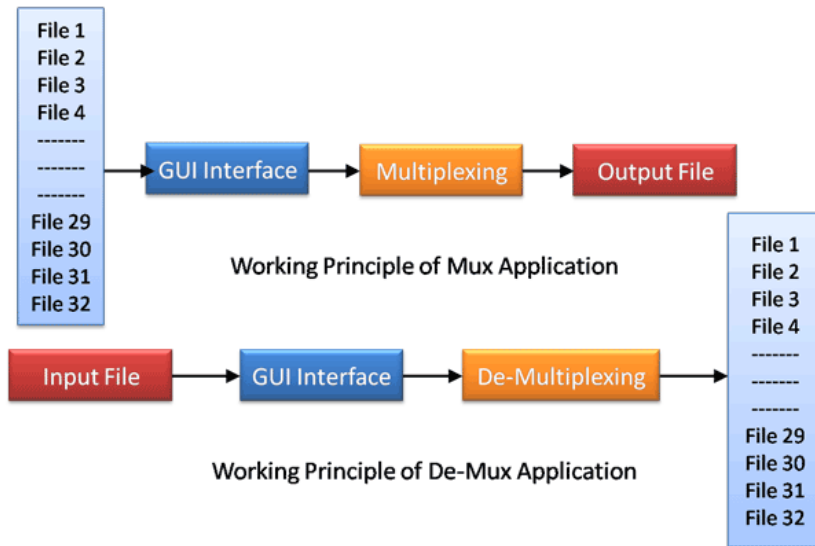 File 1
File 2
File 3
File 4
-------
-------
-------
File 29
File 30
File 31
File 32
GUI Interface
Multiplexing
Output File
Working Principle of Mux Application
Input File
GUI Interface
De-Multiplexing
File 1
File 2
File 3
File 4
-------
-------
-------
File 29
File 30
File 31
File 32
Working Principle of De-Mux Application